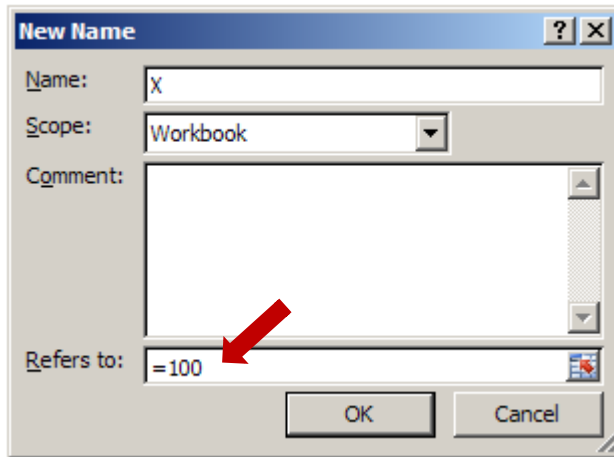 New Name ? X
Name: X
Scope: Workbook
Comment:
Refers to: =100
OK Cancel